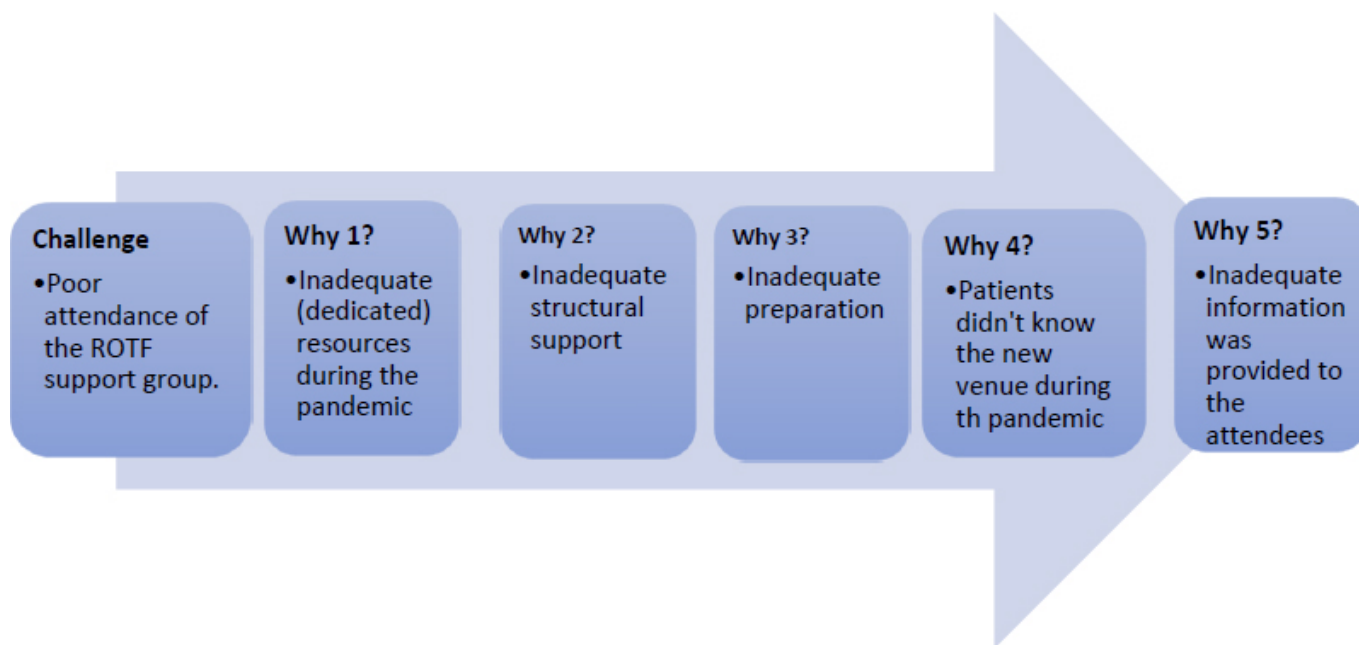 Challenge
•Poor
attendance of
the ROTF
support group.
Why 1?
•Inadequate
(dedicated)
resources
during the
pandemic
Why 2?
•Inadequate
structural
support
Why 3?
•Inadequate
preparation
Why 4?
•Patients
didn't know
the new
venue during
th pandemic
Why 5?
•Inadequate
information
was
provided to
the
attendees